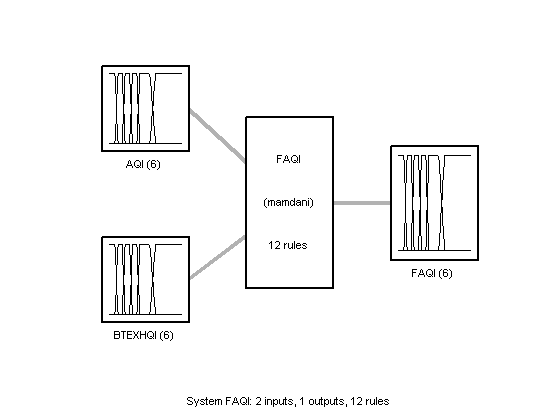 AQI (6)
BTEXHQI (6)
FAQI
(mamdani)
12 rules
FAQI (6)
System FAQI: 2 inputs, 1 outputs, 12 rules